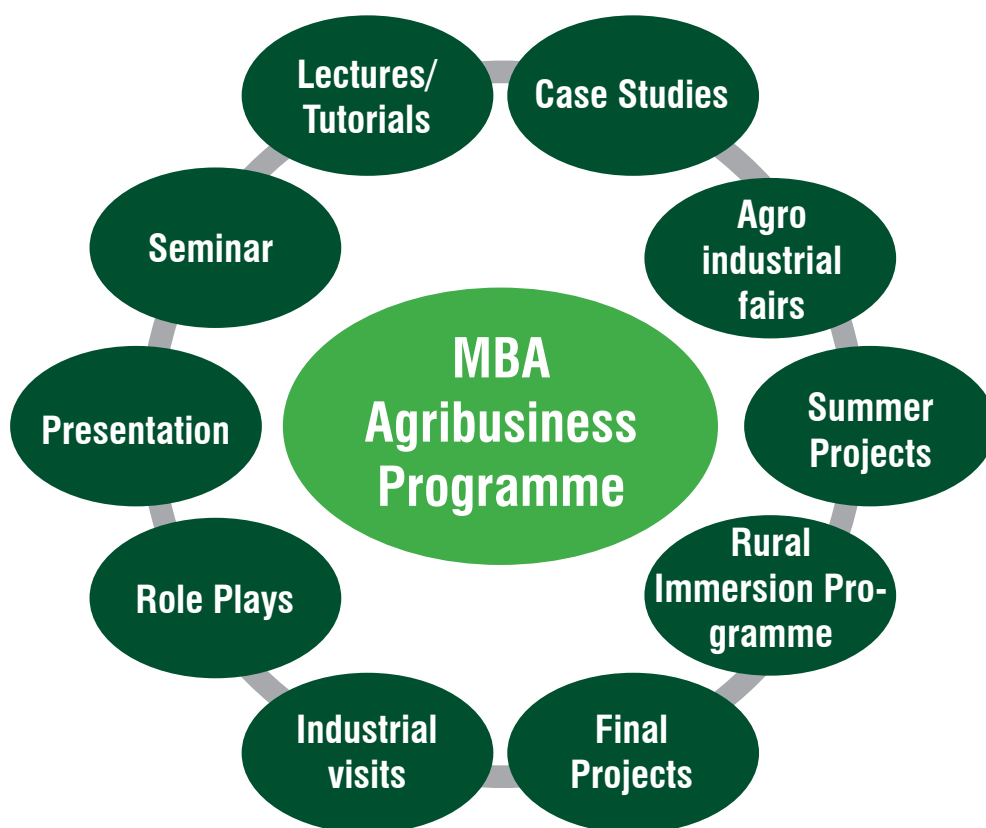 Lectures/
Tutorials
Case Studies
Agro
industrial
fairs
Summer
Projects
Rural
Immersion Pro-
gramme
Final
Projects
Industrial
visits
Role Plays
Presentation
Seminar
MBA
Agribusiness
Programme